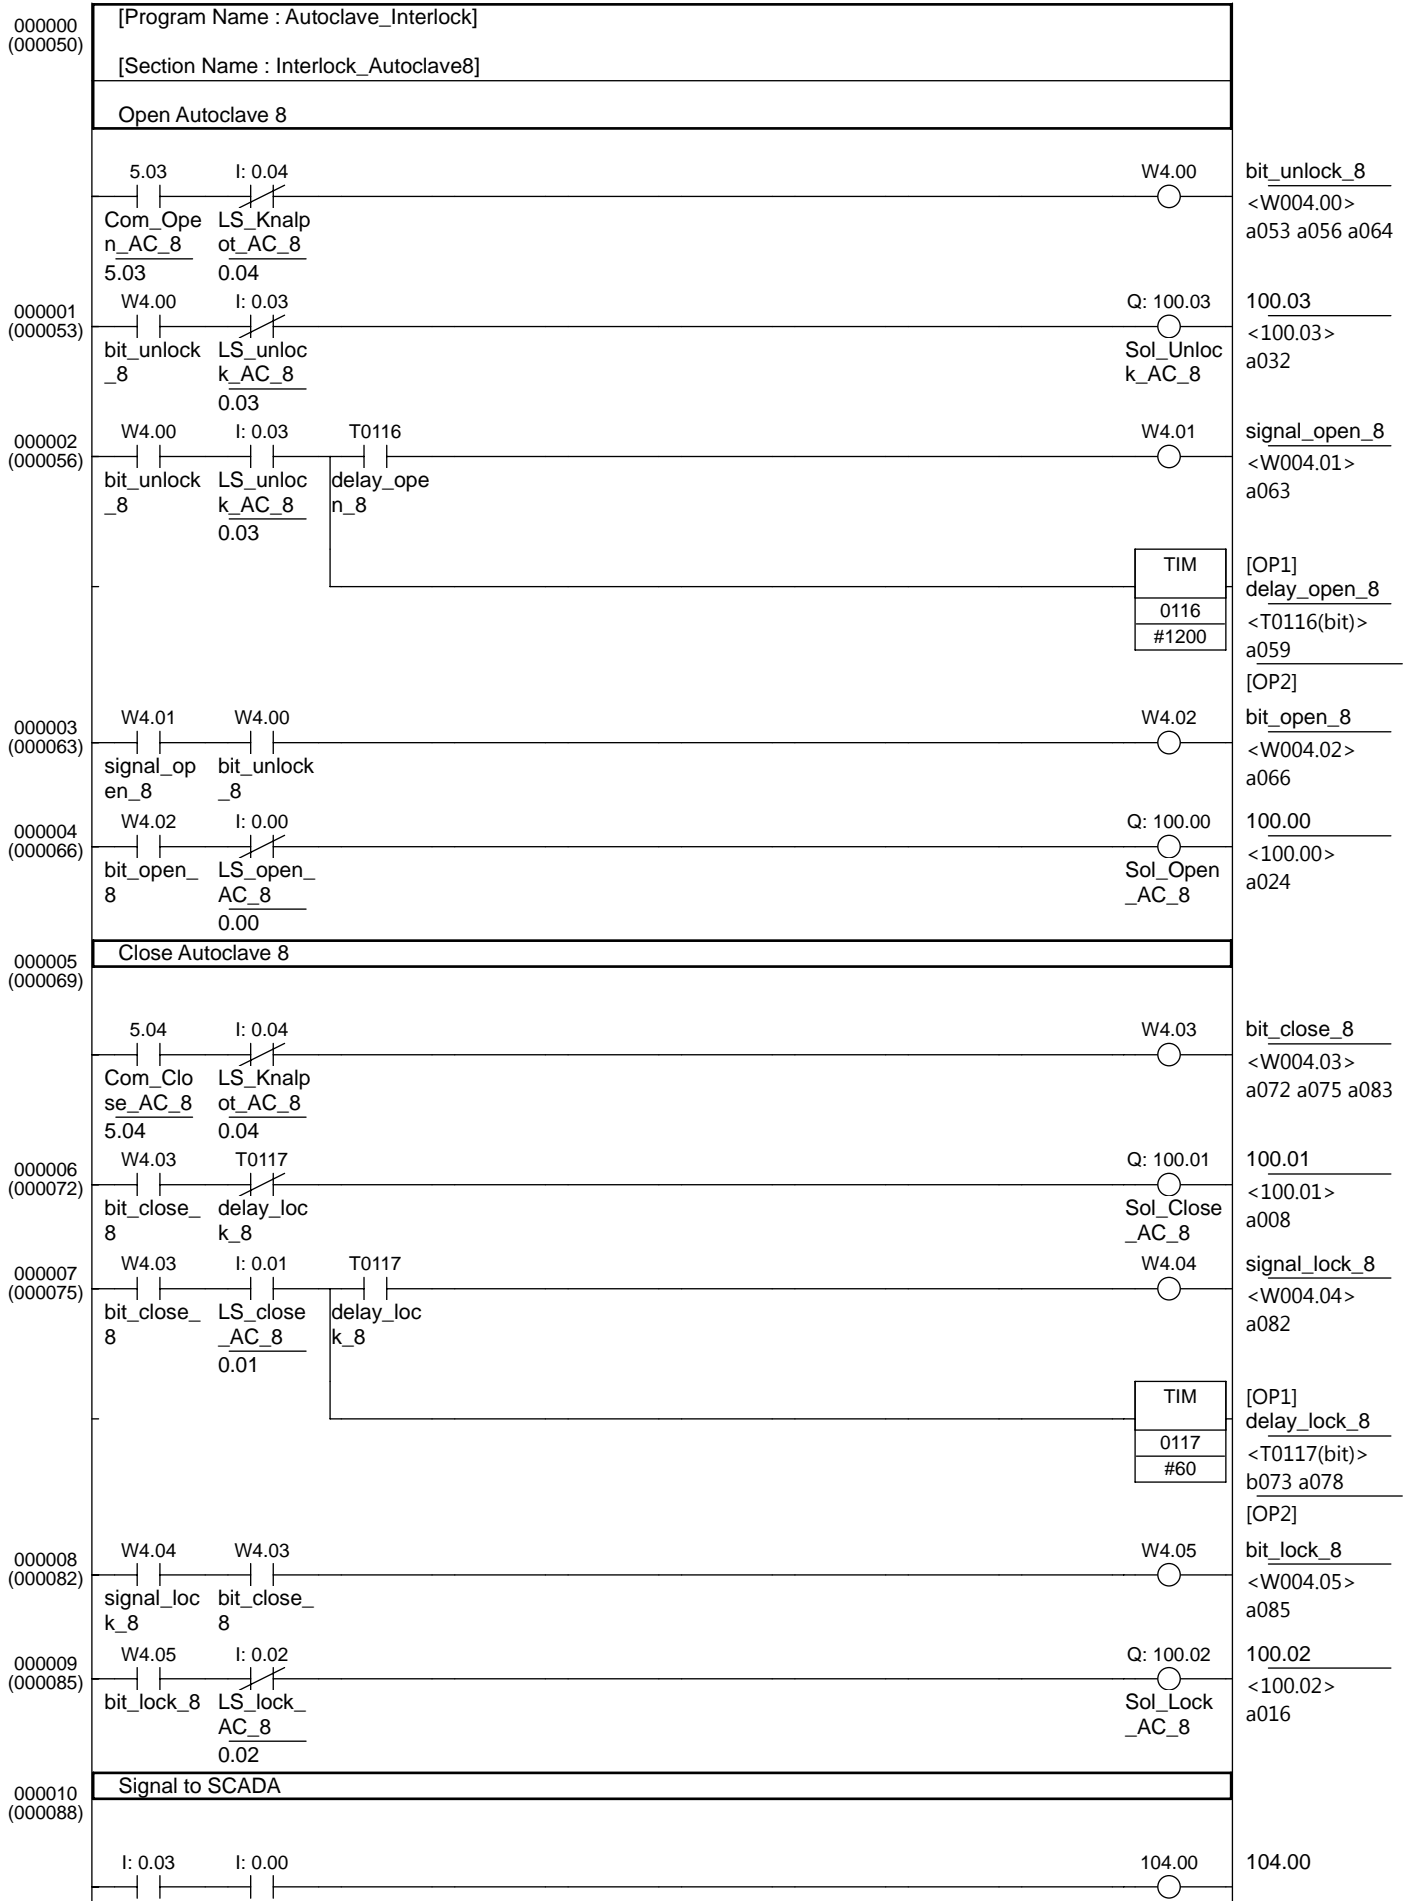 000000
(000050)
[Program Name : Autoclave_Interlock]
[Section Name : Interlock_Autoclave8]
Open Autoclave 8
5.03 I: 0.04 W4.00 bit_unlock_8
<W004.00>
Com_Ope LS_Knalp a053 a056 a064
n_AC_8 ot_AC_8
5.03 0.04
000001 W4.00 I: 0.03 Q: 100.03 100.03
(000053) <100.03>
bit_unlock LS_unloc Sol_Unloc a032
_8 k_AC_8 k_AC_8
0.03
000002 W4.00 I: 0.03 T0116 W4.01 signal_open_8
(000056) <W004.01>
bit_unlock LS_unloc delay_ope a063
_8 k_AC_8 n_8
0.03
TIM [OP1]
delay_open_8
0116 <T0116(bit)>
#1200 a059
[OP2]
000003 W4.01 W4.00 W4.02 bit_open_8
(000063) <W004.02>
signal_op bit_unlock a066
en_8 _8
000004 W4.02 I: 0.00 Q: 100.00 100.00
(000066) <100.00>
bit_open_ LS_open_ Sol_Open a024
8 AC_8 _AC_8
0.00
000005 Close Autoclave 8
(000069)
5.04 I: 0.04 W4.03 bit_close_8
<W004.03>
Com_Clo LS_Knalp a072 a075 a083
se_AC_8 ot_AC_8
5.04 0.04
000006 W4.03 T0117 Q: 100.01 100.01
(000072) <100.01>
bit_close_ delay_loc Sol_Close a008
8 k_8 _AC_8
000007 W4.03 I: 0.01 T0117 W4.04 signal_lock_8
(000075) <W004.04>
bit_close_ LS_close delay_loc a082
8 _AC_8 k_8
0.01
TIM [OP1]
delay_lock_8
0117 <T0117(bit)>
#60 b073 a078
[OP2]
000008 W4.04 W4.03 W4.05 bit_lock_8
(000082) <W004.05>
signal_loc bit_close_ a085
k_8 8
000009 W4.05 I: 0.02 Q: 100.02 100.02
(000085) <100.02>
bit_lock_8 LS_lock_ Sol_Lock a016
AC_8 _AC_8
0.02
000010 Signal to SCADA
(000088)
I: 0.03 I: 0.00 104.00 104.00